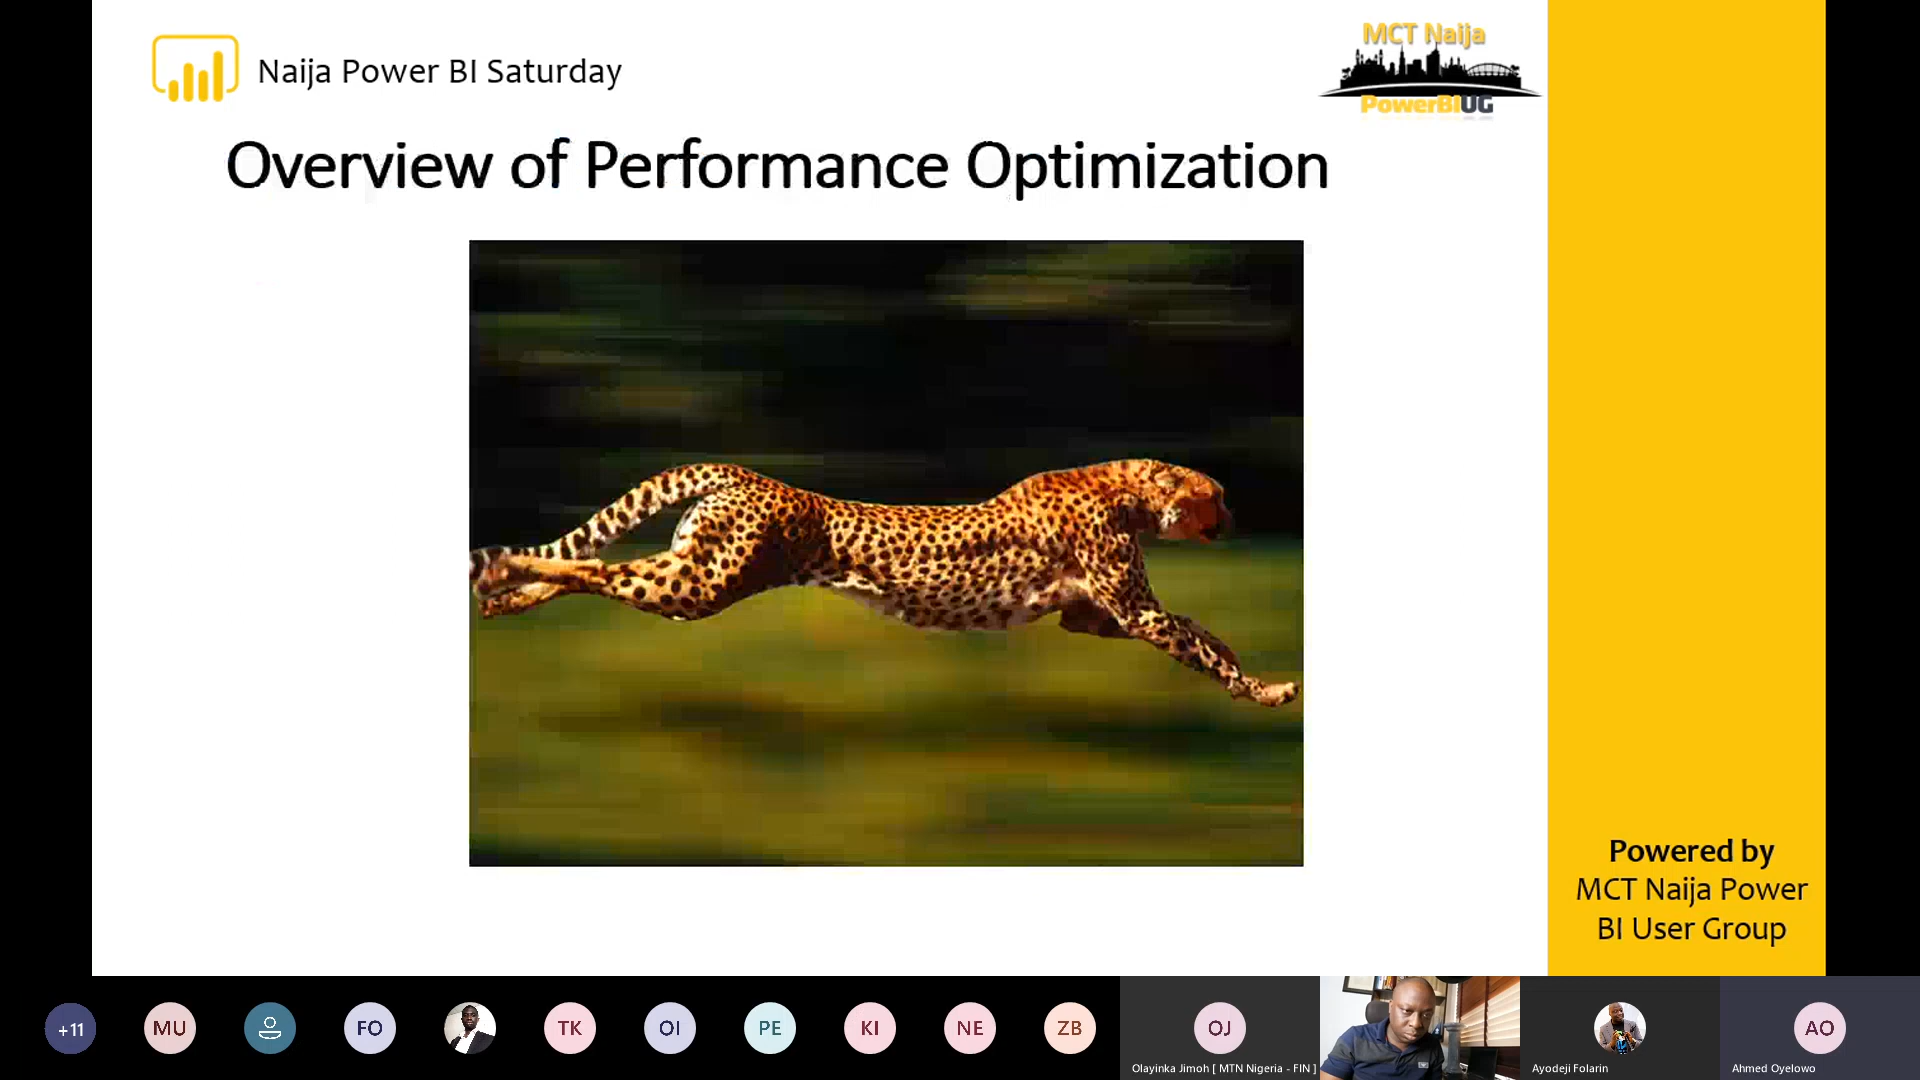 Naija Power BI Saturday
MCT Naija
PowerBIUG
Overview of Performance Optimization
Powered by
MCT Naija Power
BI User Group
+11
MU
FO
TK
OI
PE
KI
NE
ZB
OJ
AO
Olayinka Jimoh [ MTN Nigeria - FIN ]
Ayodeji Folarin
Ahmed Oyelowo